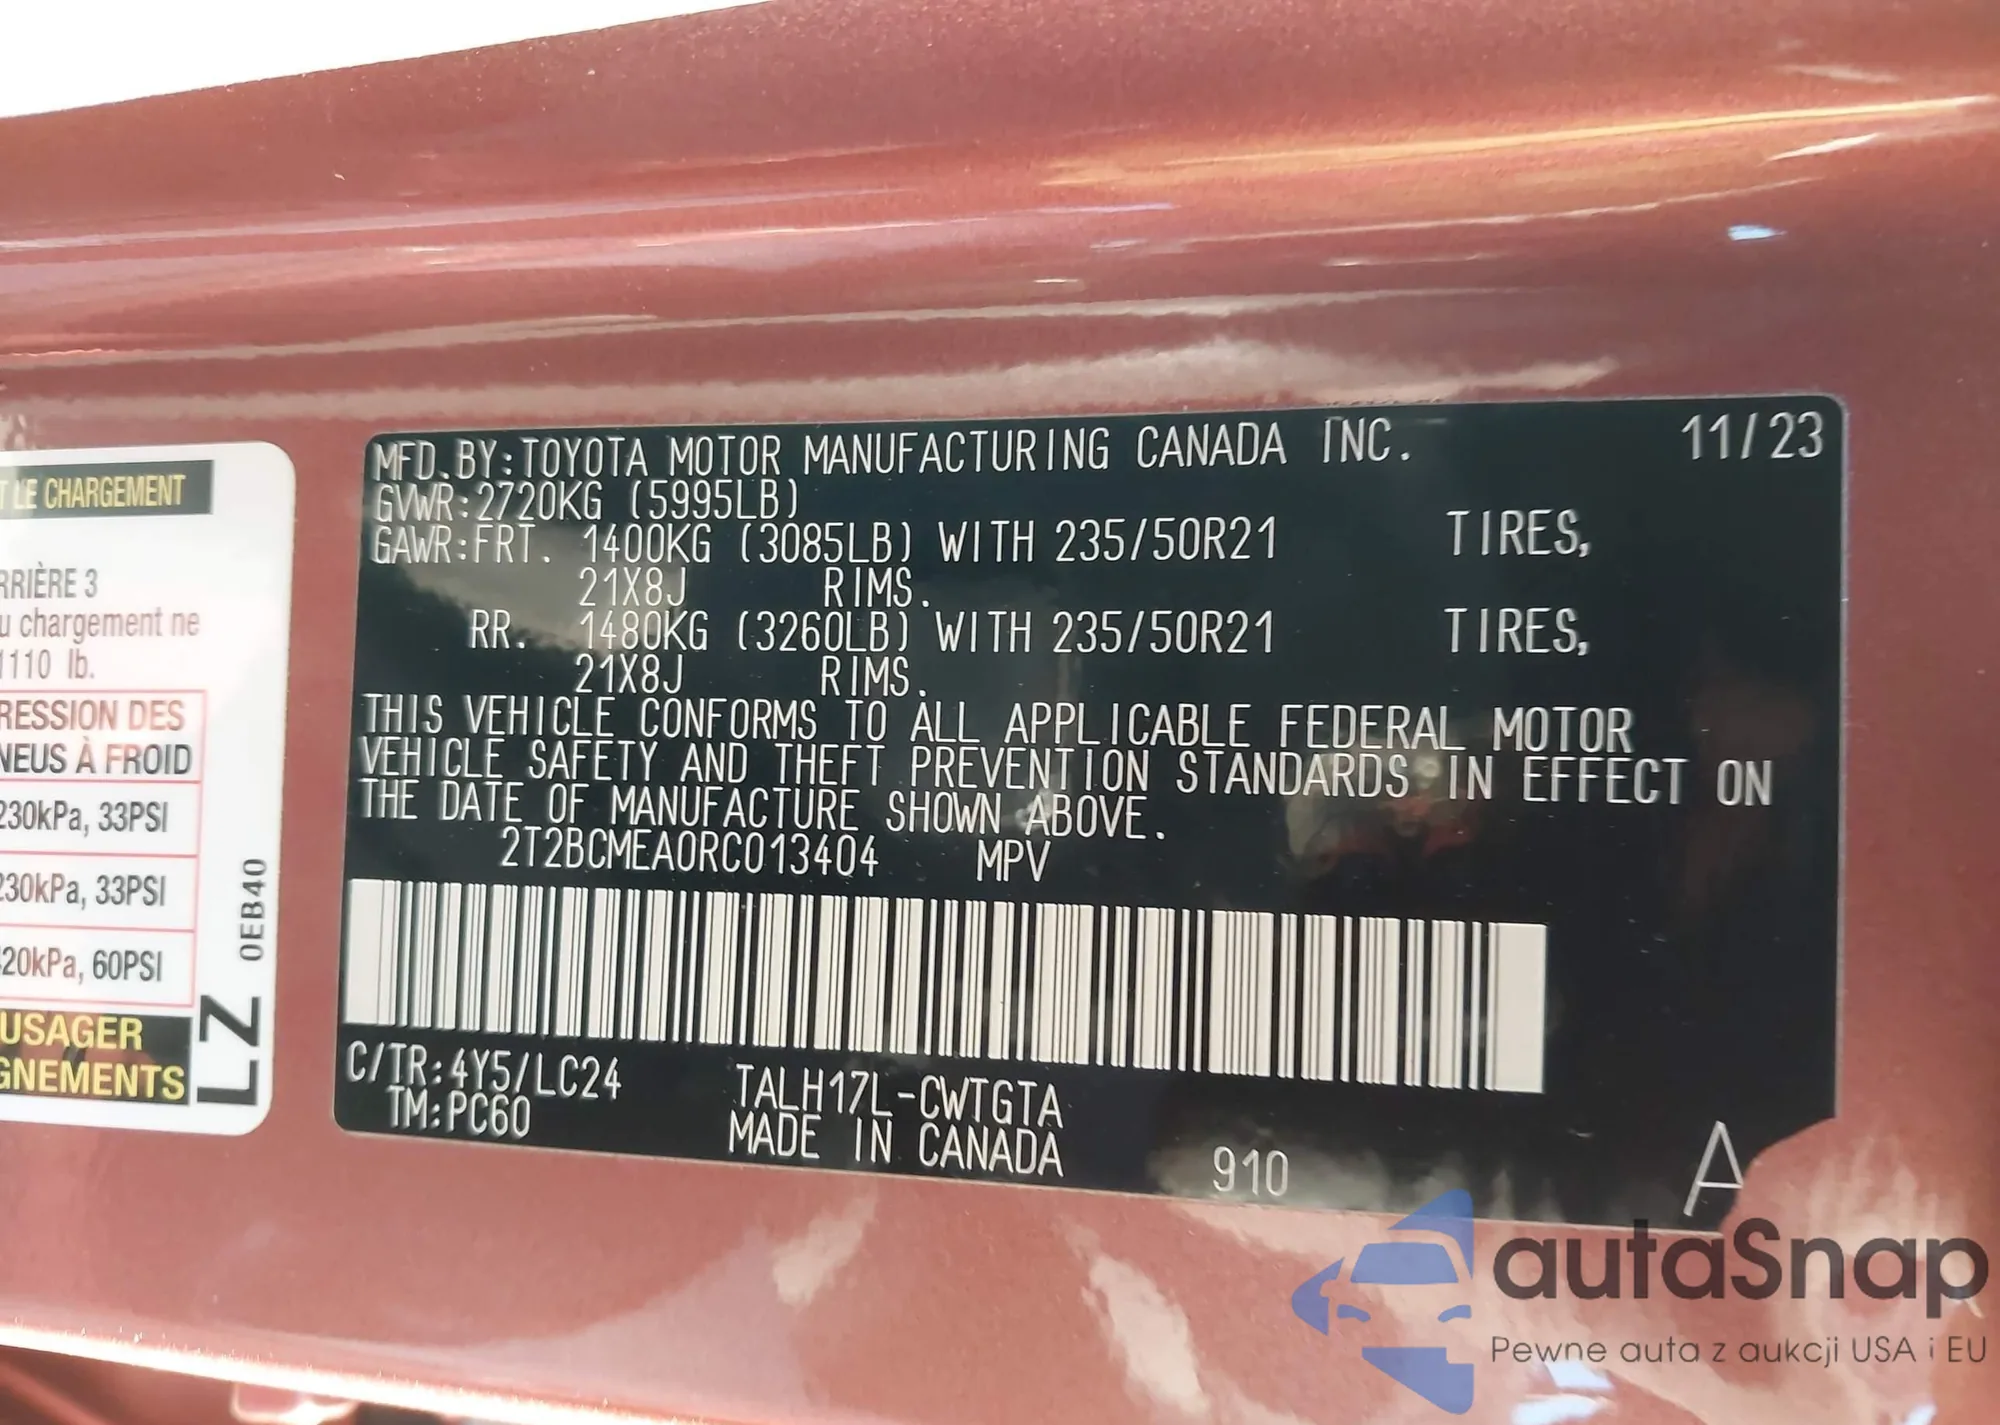 T LE CHARGEMENT
RRIÈRE 3
u chargement ne
1110 lb.
RESSION DES
NEUS À FROID
230kPa, 33PSI
230kPa, 33PSI
420kPa, 60PSI
USAGER
GNEMENTS
0EB40
LZ
MFD.BY:TOYOTA MOTOR MANUFACTURING CANADA INC. 11/23
GVWR:2720KG (5995LB)
GAWR:FRT. 1400KG (3085LB) WITH 235/50R21 TIRES,
21X8J RIMS.
RR. 1480KG (3260LB) WITH 235/50R21 TIRES,
21X8J RIMS.
THIS VEHICLE CONFORMS TO ALL APPLICABLE FEDERAL MOTOR
VEHICLE SAFETY AND THEFT PREVENTION STANDARDS IN EFFECT ON
THE DATE OF MANUFACTURE SHOWN ABOVE.
2T2BCMEA0RC013404 MPV
C/TR:4Y5/LC24 TALH17L-CWTGTA
TM:PC60 MADE IN CANADA 910 A
autaSnap
Pewne auta z aukcji USA i EU